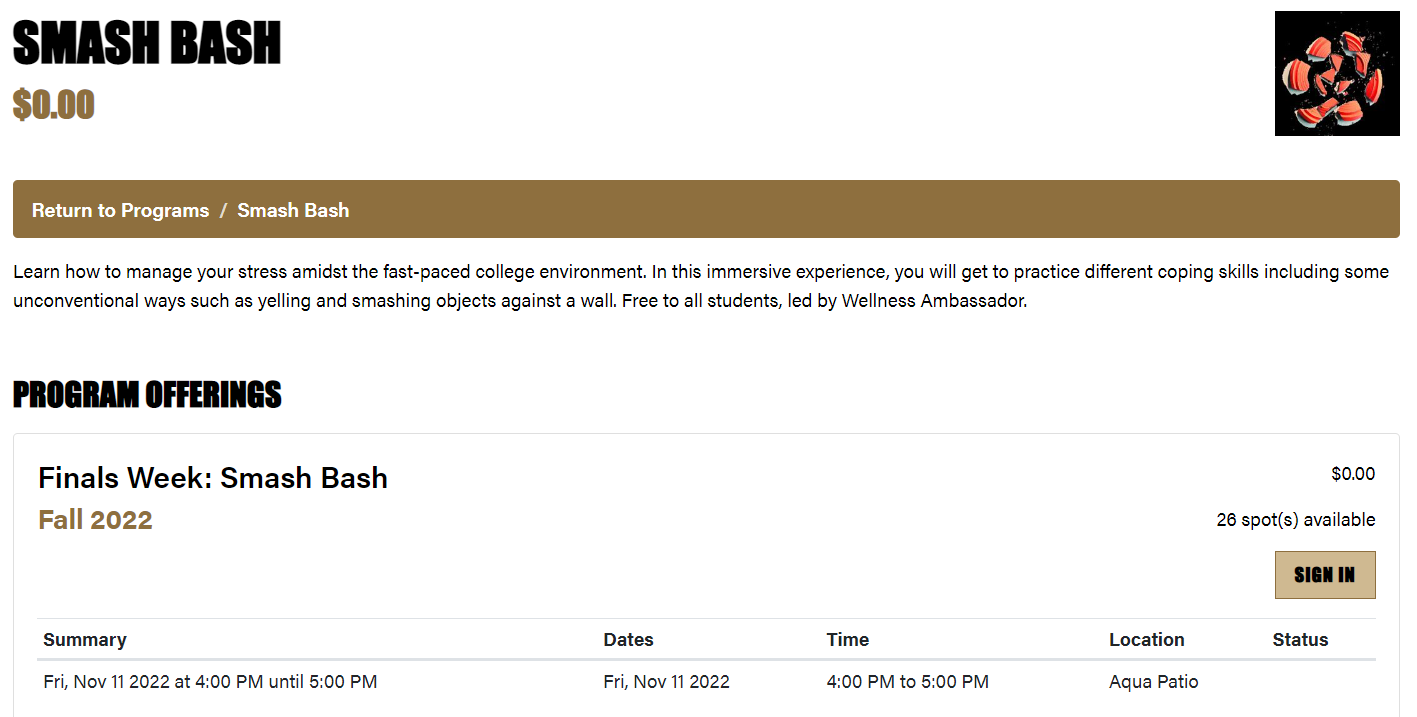 SMASH BASH
$0.00
Return to Programs / Smash Bash
Learn how to manage your stress amidst the fast-paced college environment. In this immersive experience, you will get to practice different coping skills including some
unconventional ways such as yelling and smashing objects against a wall. Free to all students, led by Wellness Ambassador.
PROGRAM OFFERINGS
Finals Week: Smash Bash
$0.00
Fall 2022
26 spot(s) available
SIGN IN
Summary Dates Time Location Status
Fri, Nov 11 2022 at 4:00 PM until 5:00 PM Fri, Nov 11 2022 4:00 PM to 5:00 PM Aqua Patio